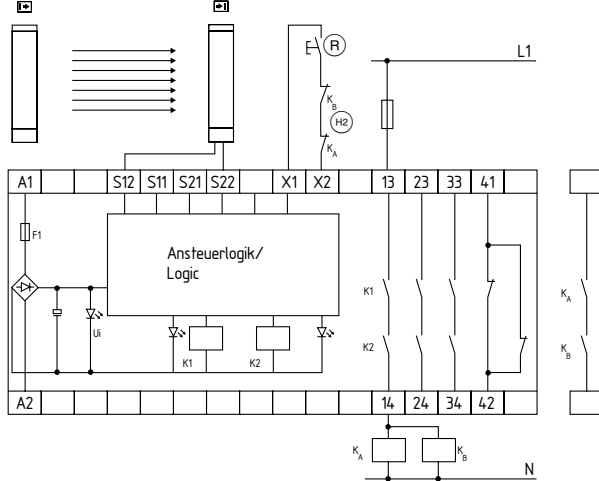 R
L1
K_B
H2
K_A
A1
S12
S11
S21
S22
X1
X2
13
23
33
41
F1
Ansteuerlogik/
Logic
Ui
K1
K2
K1
K2
K_A
K_B
A2
14
24
34
42
K_A
K_B
N